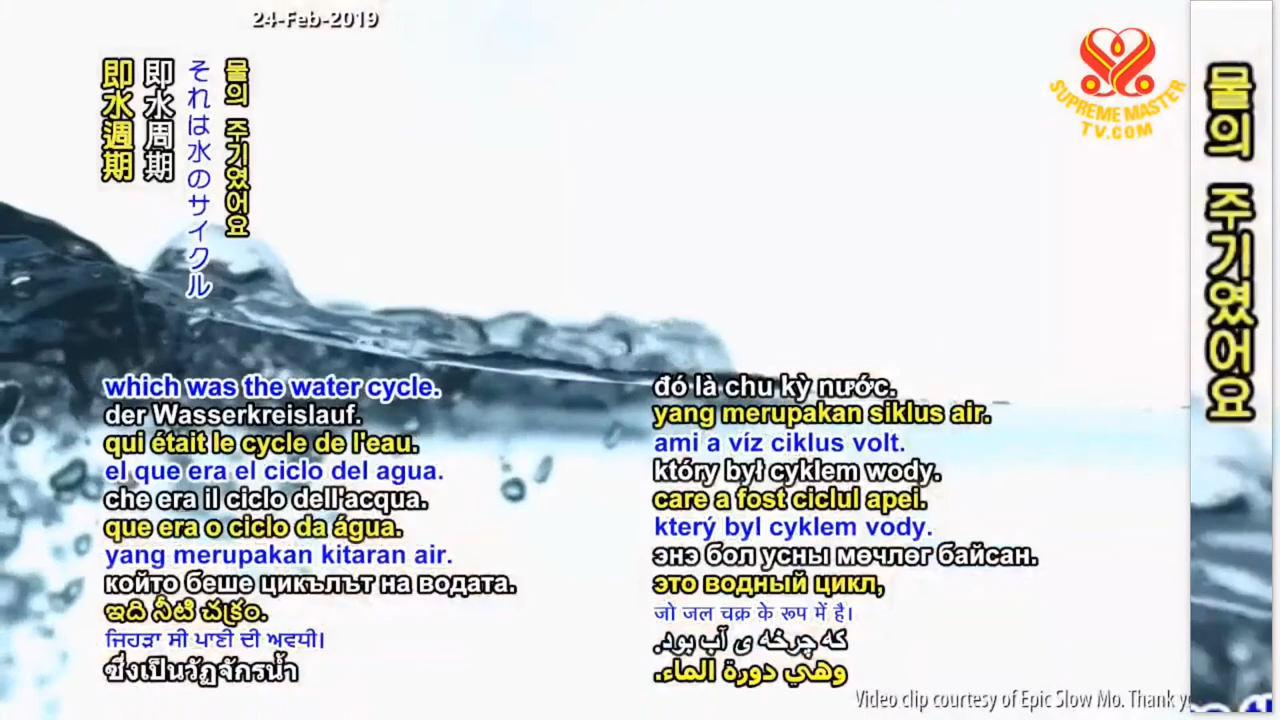 24-Feb-2019
SUPREME MASTER
TV.COM
即水週期
即水周期
それは水のサイクル
물의 주기였어요
물의 주기였어요
which was the water cycle.
der Wasserkreislauf.
qui était le cycle de l'eau.
el que era el ciclo del agua.
che era il ciclo dell'acqua.
que era o ciclo da água.
yang merupakan kitaran air.
който беше цикълът на водата.
ఇది నీటి చక్రం.
ਜਿਹੜਾ ਸੀ ਪਾਣੀ ਦੀ ਅਵਧੀ।
ซึ่งเป็นวัฏจักรน้ำ
đó là chu kỳ nước.
yang merupakan siklus air.
ami a víz ciklus volt.
który był cyklem wody.
care a fost ciclul apei.
který byl cyklem vody.
энэ бол усны мөчлөг байсан.
это водный цикл,
जो जल चक्र के रूप में है।
که چرخه ی آب بود.
وهي دورة الماء.
Video clip courtesy of Epic Slow Mo. Thank